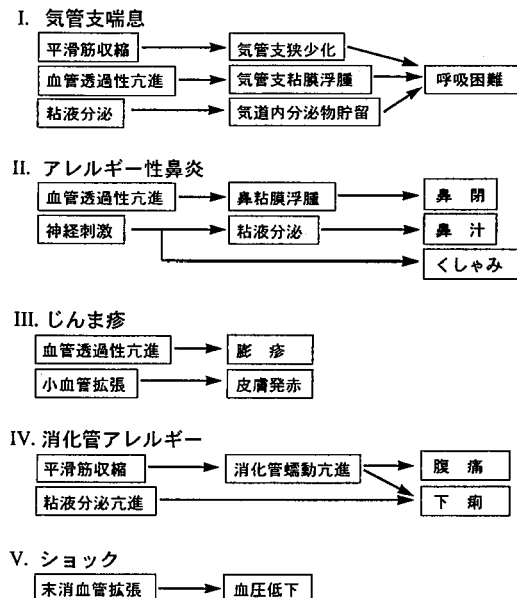 I. 気管支喘息
平滑筋収縮 気管支狭少化
血管透過性亢進 気管支粘膜浮腫 呼吸困難
粘液分泌 気道内分泌物貯留
II. アレルギー性鼻炎
血管透過性亢進 鼻粘膜浮腫 鼻閉
神経刺激 粘液分泌 鼻汁
くしゃみ
III. じんま疹
血管透過性亢進 膨疹
小血管拡張 皮膚発赤
IV. 消化管アレルギー
平滑筋収縮 消化管蠕動亢進 腹痛
粘液分泌亢進 下痢
V. ショック
末消血管拡張 血圧低下